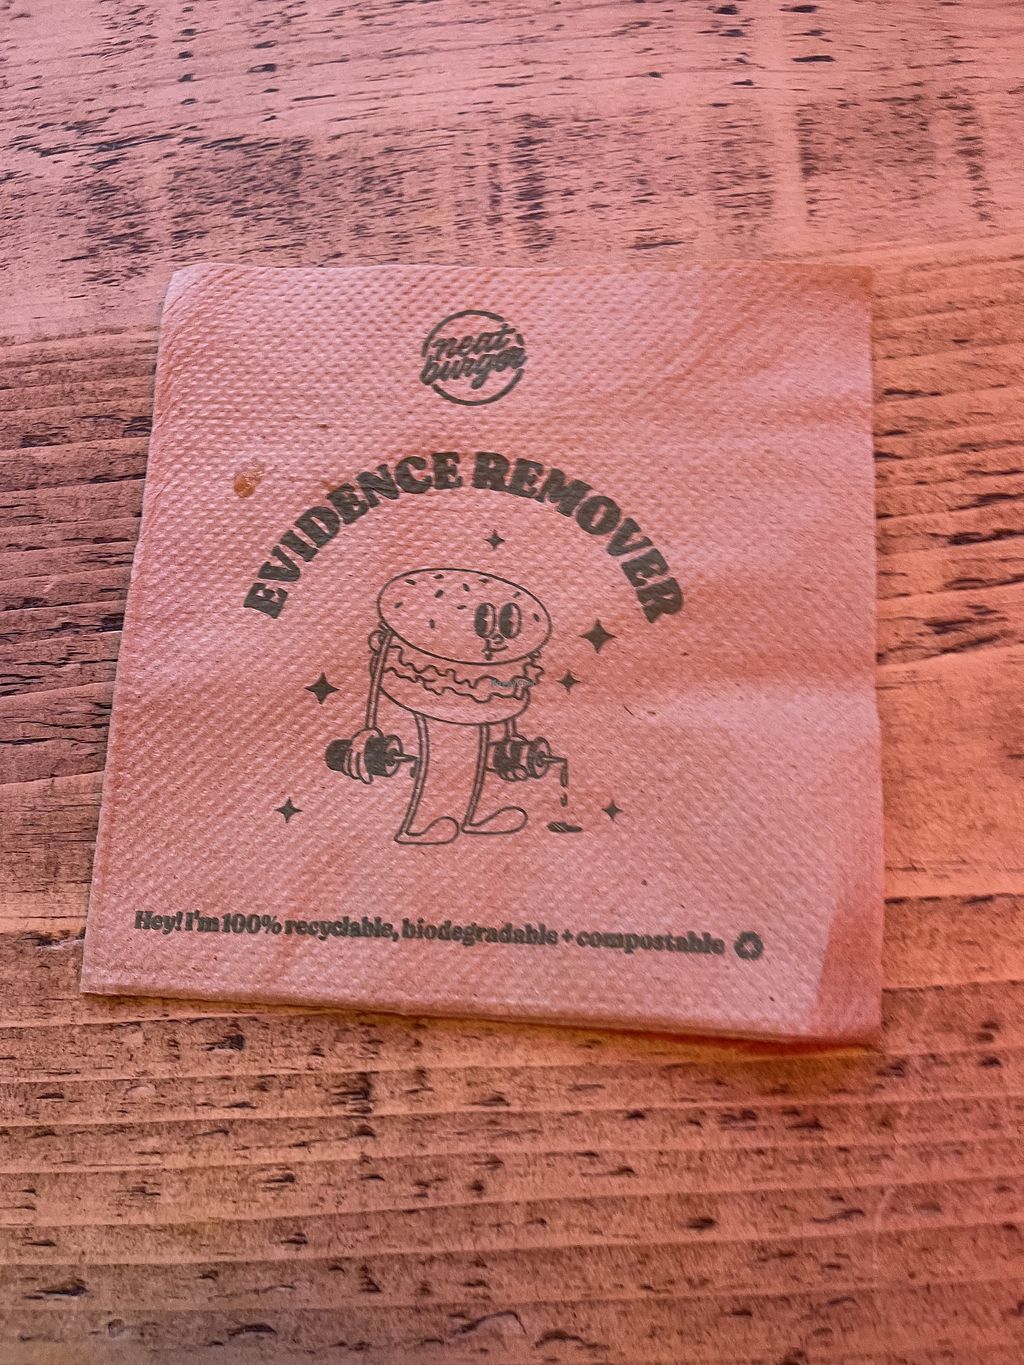 neat
burger
EVIDENCE REMOVER
Hey! I'm 100% recyclable, biodegradable + compostable